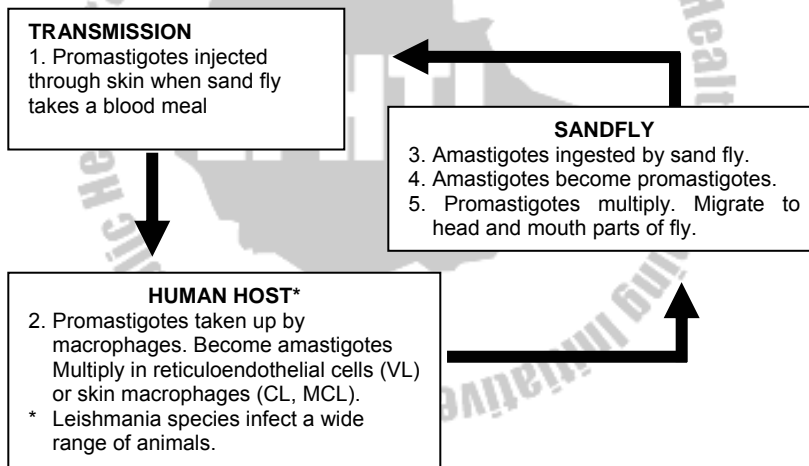 TRANSMISSION
1. Promastigotes injected
through skin when sand fly
takes a blood meal
SANDFLY
3. Amastigotes ingested by sand fly.
4. Amastigotes become promastigotes.
5. Promastigotes multiply. Migrate to
head and mouth parts of fly.
HUMAN HOST*
2. Promastigotes taken up by
macrophages. Become amastigotes
Multiply in reticuloendothelial cells (VL)
or skin macrophages (CL, MCL).
* Leishmania species infect a wide
range of animals.
Initiative